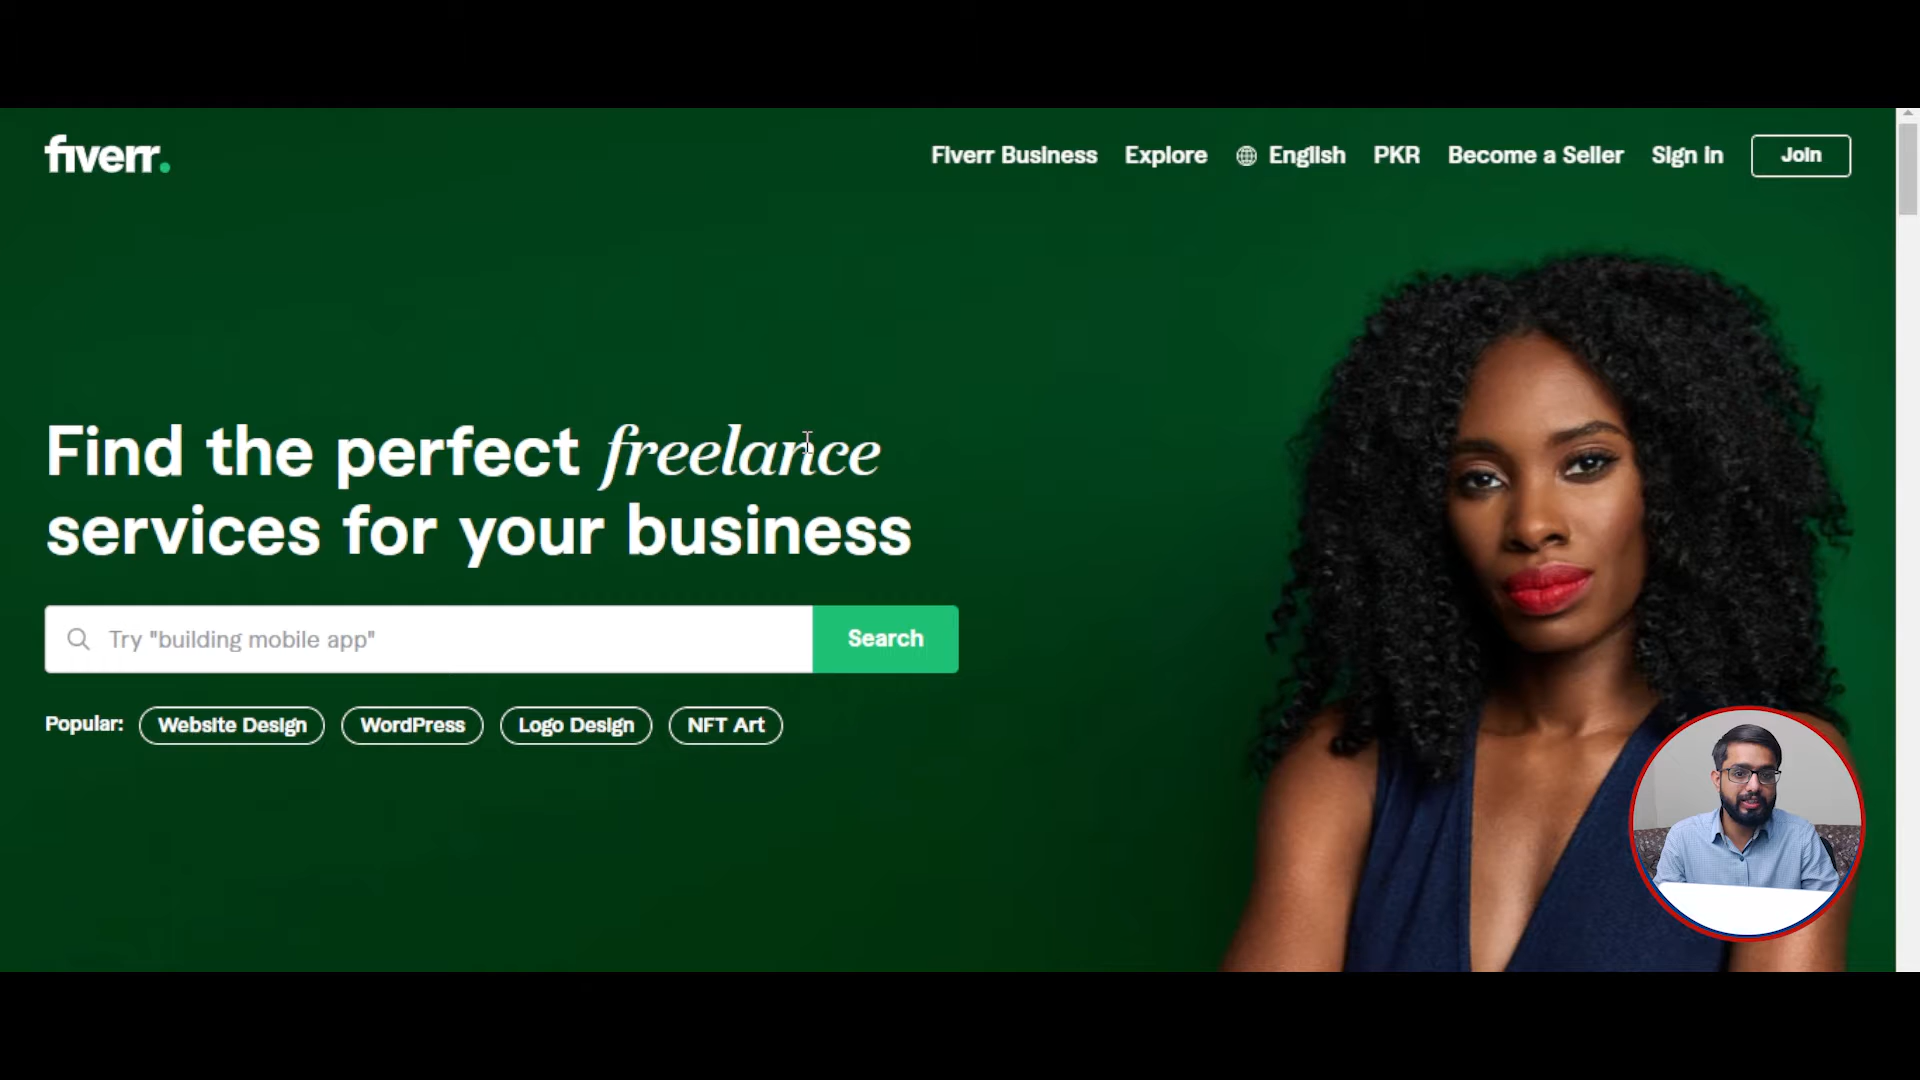 fiverr.
Fiverr Business Explore English PKR Become a Seller Sign in Join
Find the perfect freelance
services for your business
Try "building mobile app"
Search
Popular: Website Design WordPress Logo Design NFT Art